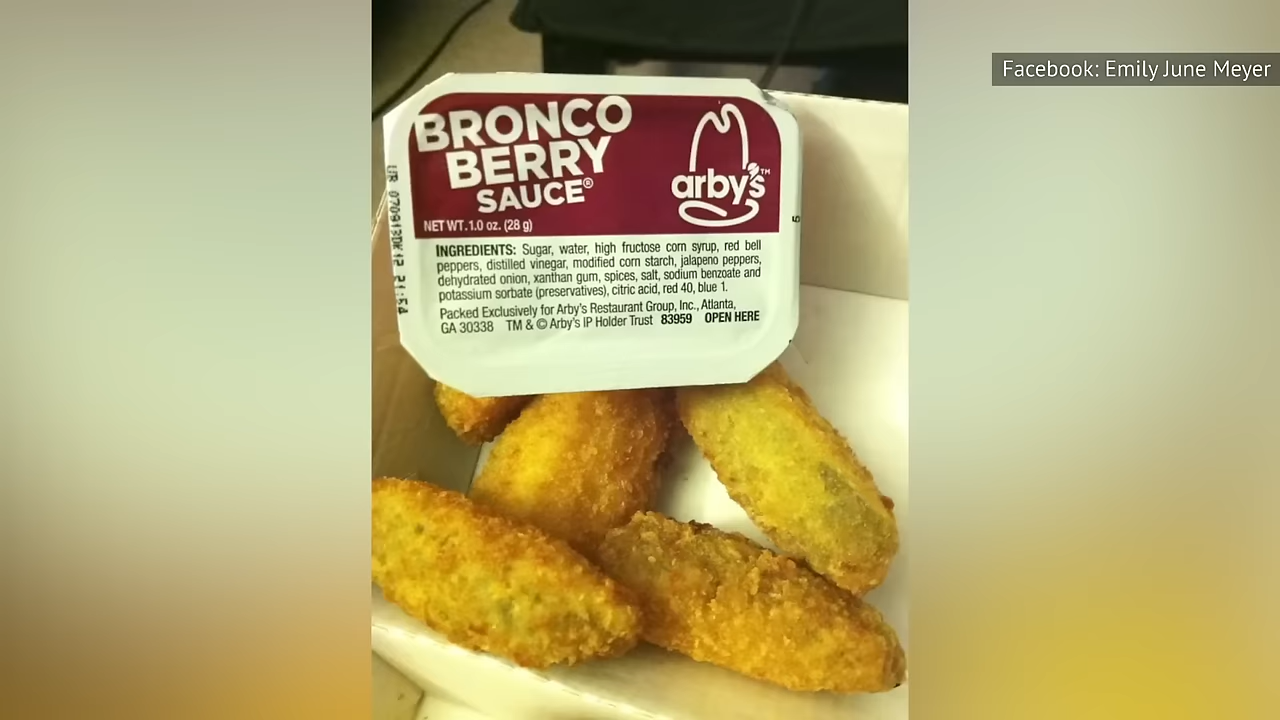 Facebook: Emily June Meyer
BRONCO
BERRY
SAUCE®
arby's™
NET WT. 1.0 oz. (28 g)
INGREDIENTS: Sugar, water, high fructose corn syrup, red bell
peppers, distilled vinegar, modified corn starch, jalapeno peppers,
dehydrated onion, xanthan gum, spices, salt, sodium benzoate and
potassium sorbate (preservatives), citric acid, red 40, blue 1.
Packed Exclusively for Arby's Restaurant Group, Inc., Atlanta,
GA 30338 TM & © Arby's IP Holder Trust 83959 OPEN HERE